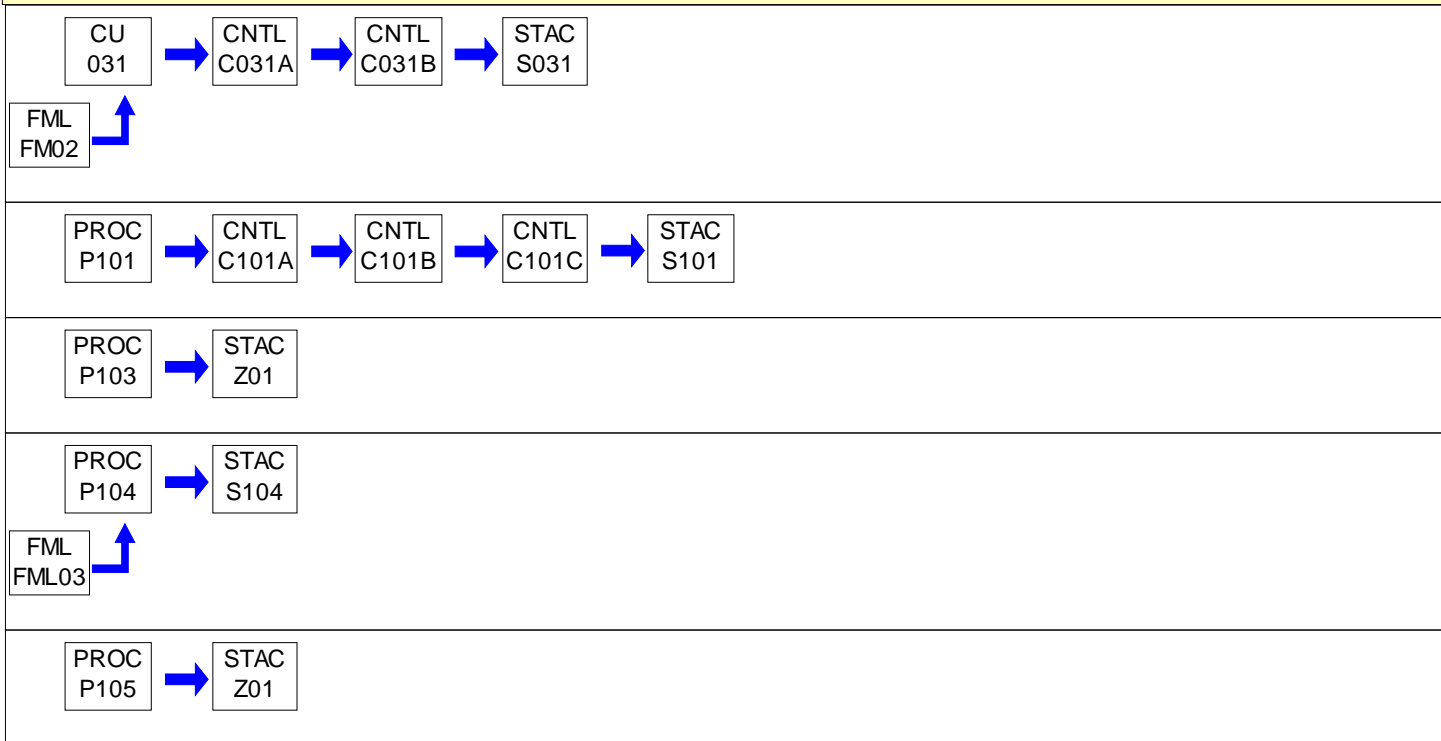 CU
031
CNTL
C031A
CNTL
C031B
STAC
S031
FML
FM02
PROC
P101
CNTL
C101A
CNTL
C101B
CNTL
C101C
STAC
S101
PROC
P103
STAC
Z01
PROC
P104
STAC
S104
FML
FML03
PROC
P105
STAC
Z01